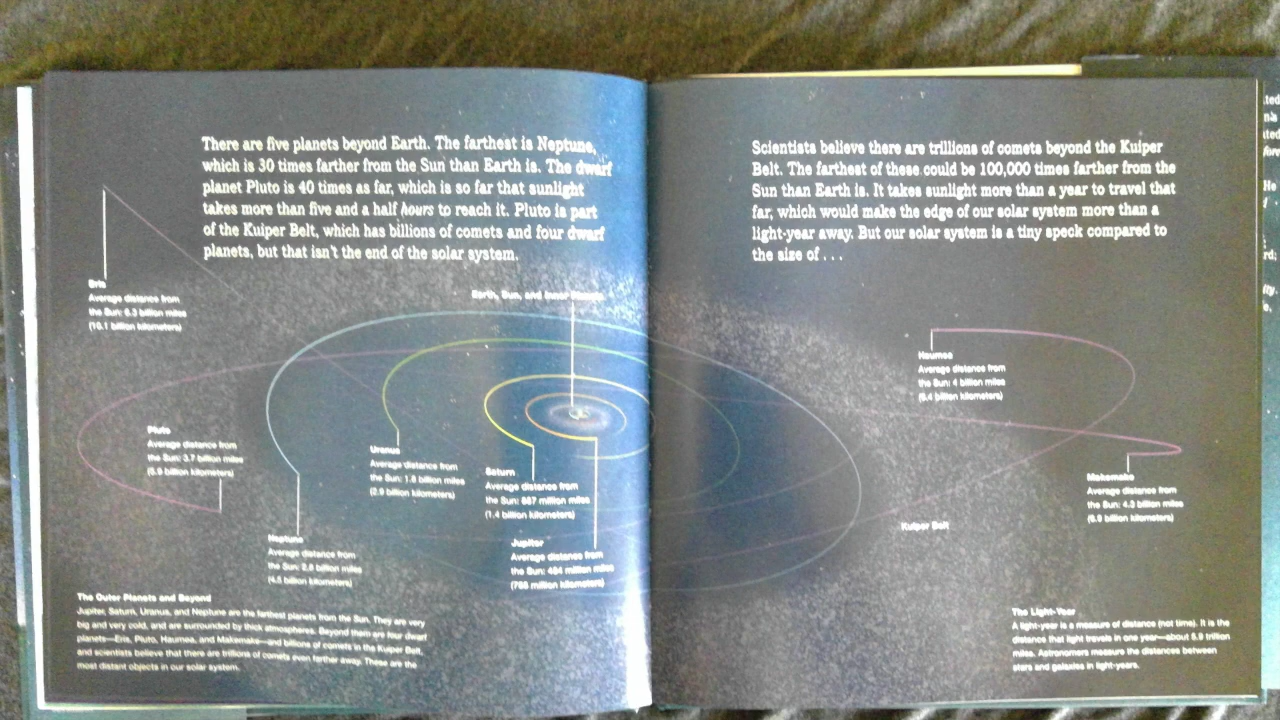 There are five planets beyond Earth. The farthest is Neptune,
which is 30 times farther from the Sun than Earth is. The dwarf
planet Pluto is 40 times as far, which is so far that sunlight
takes more than five and a half hours to reach it. Pluto is part
of the Kuiper Belt, which has billions of comets and four dwarf
planets, but that isn't the end of the solar system.
Eris
Average distance from
the Sun: 6.3 billion miles
(10.1 billion kilometers)
Earth, Sun, and
Pluto
Average distance from
the Sun: 3.7 billion miles
(5.9 billion kilometers)
Uranus
Average distance from
the Sun: 1.8 billion miles
(2.9 billion kilometers)
Saturn
Average distance from
the Sun: 887 million miles
(1.4 billion kilometers)
Neptune
Average distance from
the Sun: 2.8 billion miles
(4.5 billion kilometers)
Jupiter
Average distance from
the Sun: 484 million miles
million kilometers)
The Outer Planets and Beyond
Jupiter, Saturn, Uranus, and Neptune are the farthest planets from the Sun. They are very
big and very cold, and are surrounded by thick atmospheres. Beyond them are four dwarf
planets—Eris, Pluto, Haumea, and Makemake—and billions of comets in the Kuiper Belt,
and scientists believe that there are trillions of comets even farther away. These are the
most distant objects in our solar system.
Scientists believe there are trillions of comets beyond the Kuiper
Belt. The farthest of these could be 100,000 times farther from the
Sun than Earth is. It takes sunlight more than a year to travel that
far, which would make the edge of our solar system more than a
light-year away. But our solar system is a tiny speck compared to
the size of . . .
Haumea
Average distance from
the Sun: 4 billion miles
(6.4 billion kilometers)
Makemake
Average distance from
the Sun: 4.3 billion miles
(6.9 billion kilometers)
Kuiper Belt
The Light-Year
A light-year is a measure of distance (not time). It is the
distance that light travels in one year—about 5.9 trillion
miles. Astronomers measure the distances between
stars and galaxies in light-years.